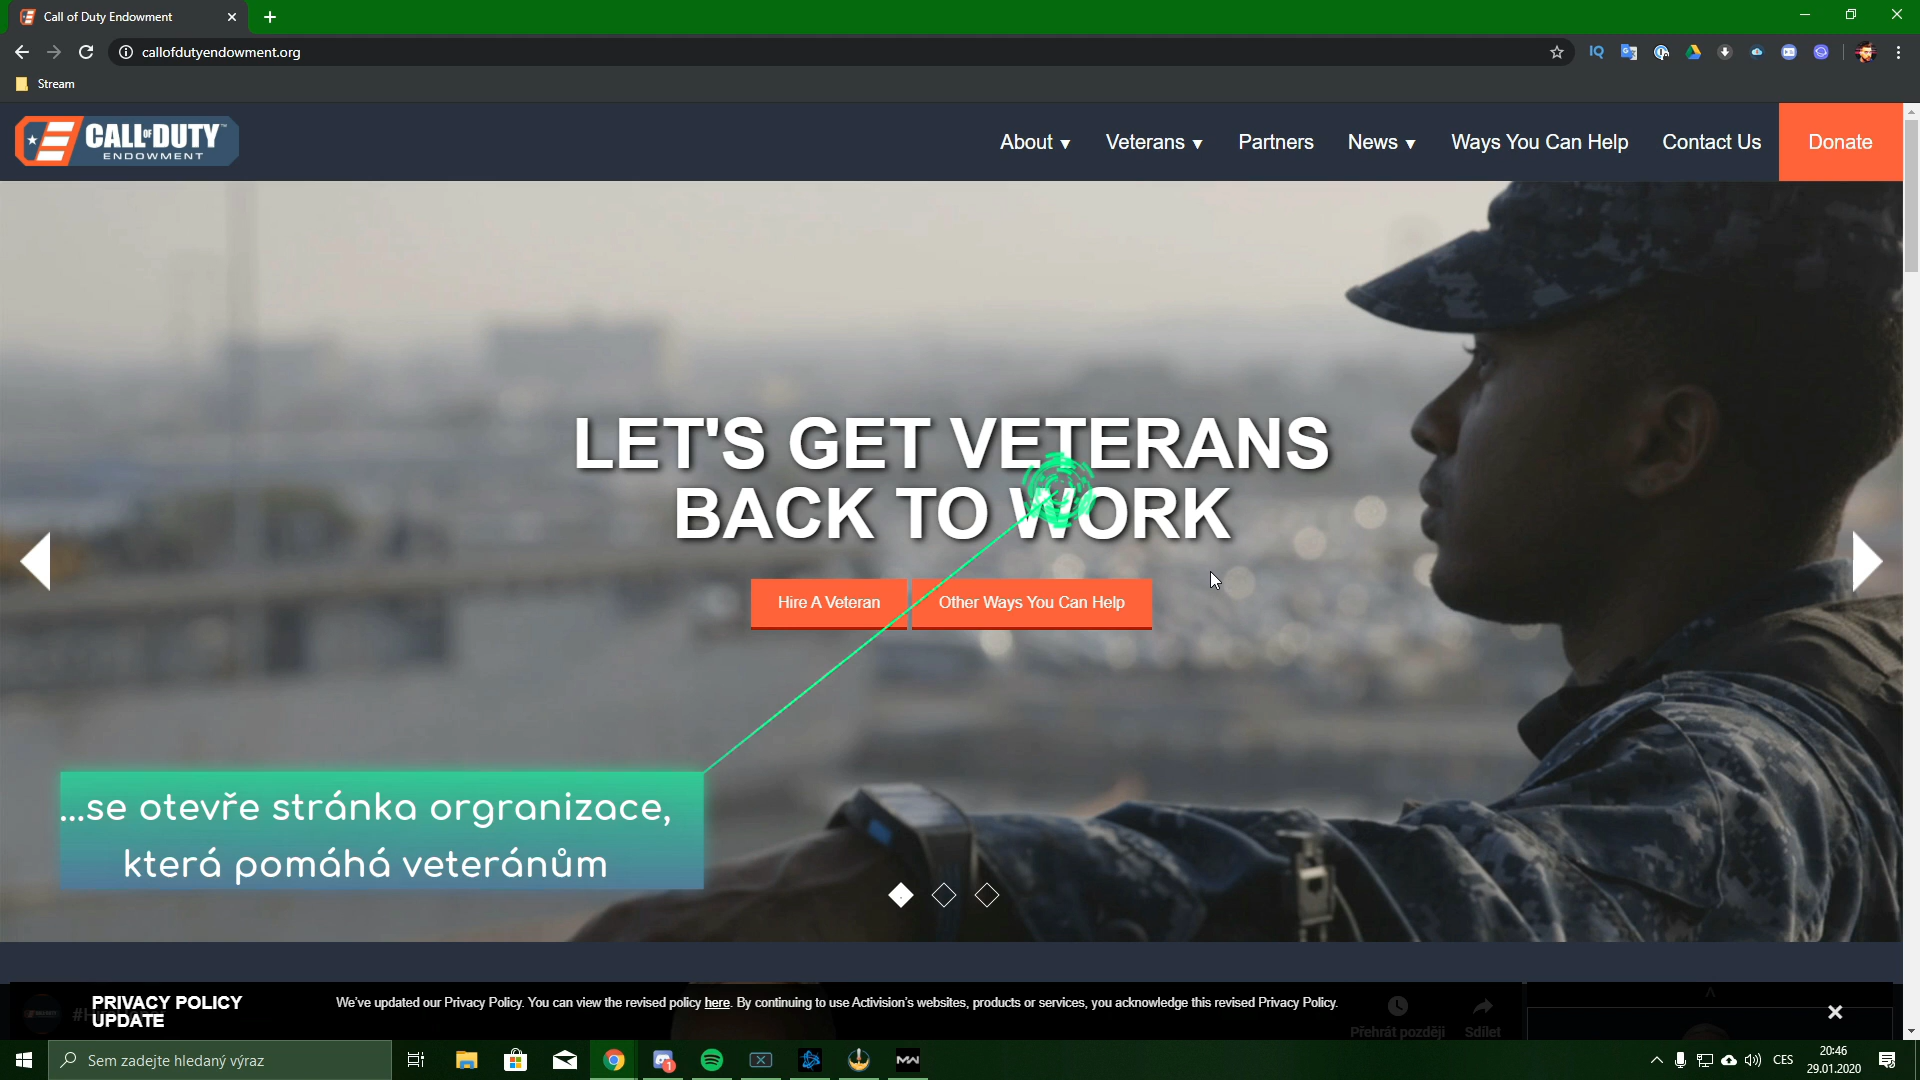 Call of Duty Endowment
callofdutyendowment.org
Stream
CALL OF DUTY™
ENDOWMENT
About ▼ Veterans ▼ Partners News ▼ Ways You Can Help Contact Us Donate
LET'S GET VETERANS
BACK TO WORK
Hire A Veteran Other Ways You Can Help
...se otevře stránka orgranizace,
která pomáhá veteránům
PRIVACY POLICY
UPDATE
We've updated our Privacy Policy. You can view the revised policy here. By continuing to use Activision's websites, products or services, you acknowledge this revised Privacy Policy.
Přehrát později Sdílet
Sem zadejte hledaný výraz
CES
20:46
29.01.2020